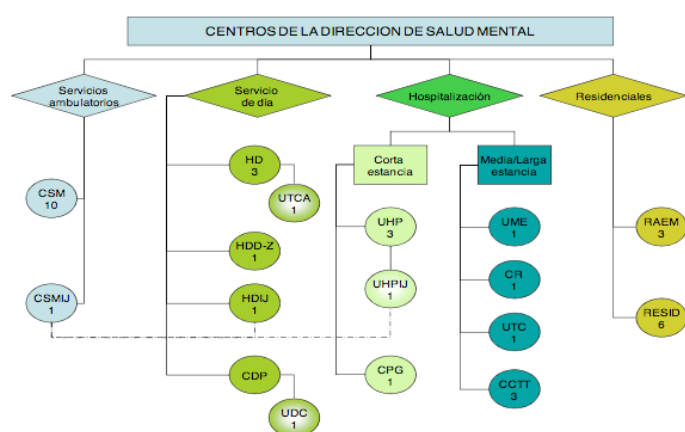 CENTROS DE LA DIRECCION DE SALUD MENTAL
Servicios
ambulatorios
Servicio
de día
Hospitalización
Residenciales
Corta
estancia
Media/Larga
estancia
CSM
10
CSMIJ
1
HD
3
UTCA
1
HDD-Z
1
HDIJ
1
CDP
UDC
1
UHP
3
UHPIJ
1
CPG
1
UME
1
CR
1
UTC
1
CCTT
3
RAEM
3
RESID
6